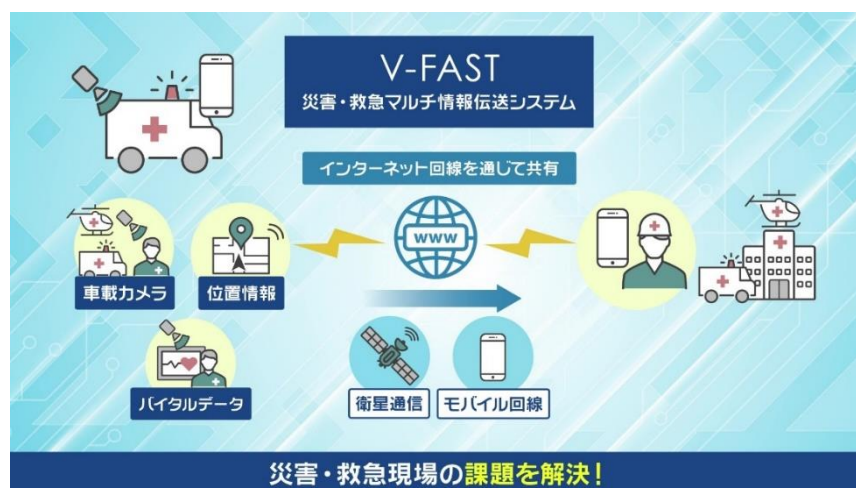 V-FAST
災害・救急マルチ情報伝送システム
インターネット回線を通じて共有
www
車載カメラ
位置情報
バイタルデータ
衛星通信
モバイル回線
災害・救急現場の課題を解決！